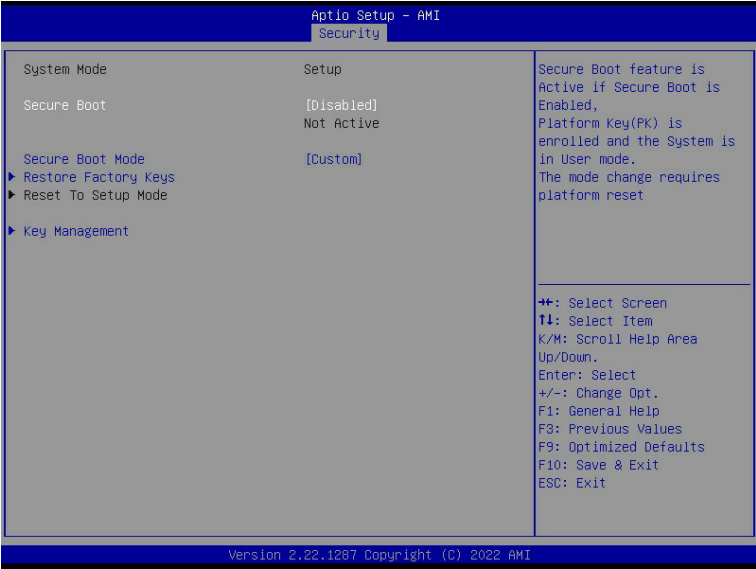 Aptio Setup – AMI
Security
System Mode Setup
Secure Boot [Disabled]
Not Active
Secure Boot Mode [Custom]
▶ Restore Factory Keys
▶ Reset To Setup Mode
▶ Key Management
Secure Boot feature is
Active if Secure Boot is
Enabled,
Platform Key(PK) is
enrolled and the System is
in User mode.
The mode change requires
platform reset
→←: Select Screen
↑↓: Select Item
K/M: Scroll Help Area
Up/Down.
Enter: Select
+/-: Change Opt.
F1: General Help
F3: Previous Values
F9: Optimized Defaults
F10: Save & Exit
ESC: Exit
Version 2.22.1287 Copyright (C) 2022 AMI